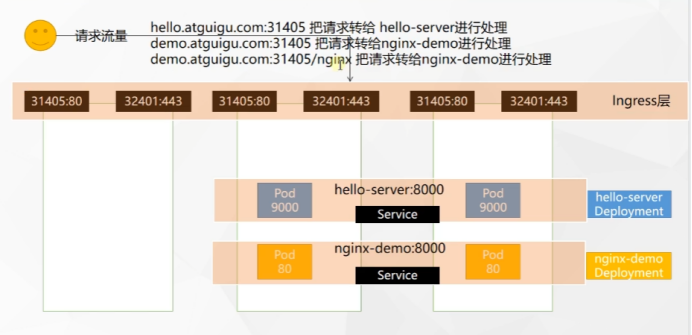 请求流量
hello.atguigu.com:31405 把请求转给 hello-server进行处理
demo.atguigu.com:31405 把请求转给nginx-demo进行处理
demo.atguigu.com:31405/nginx 把请求转给nginx-demo进行处理
31405:80 32401:443 31405:80 32401:443 31405:80 32401:443 Ingress层
hello-server:8000
Pod
9000
Service
Pod
9000
hello-server
Deployment
nginx-demo:8000
Pod
80
Service
Pod
80
nginx-demo
Deployment